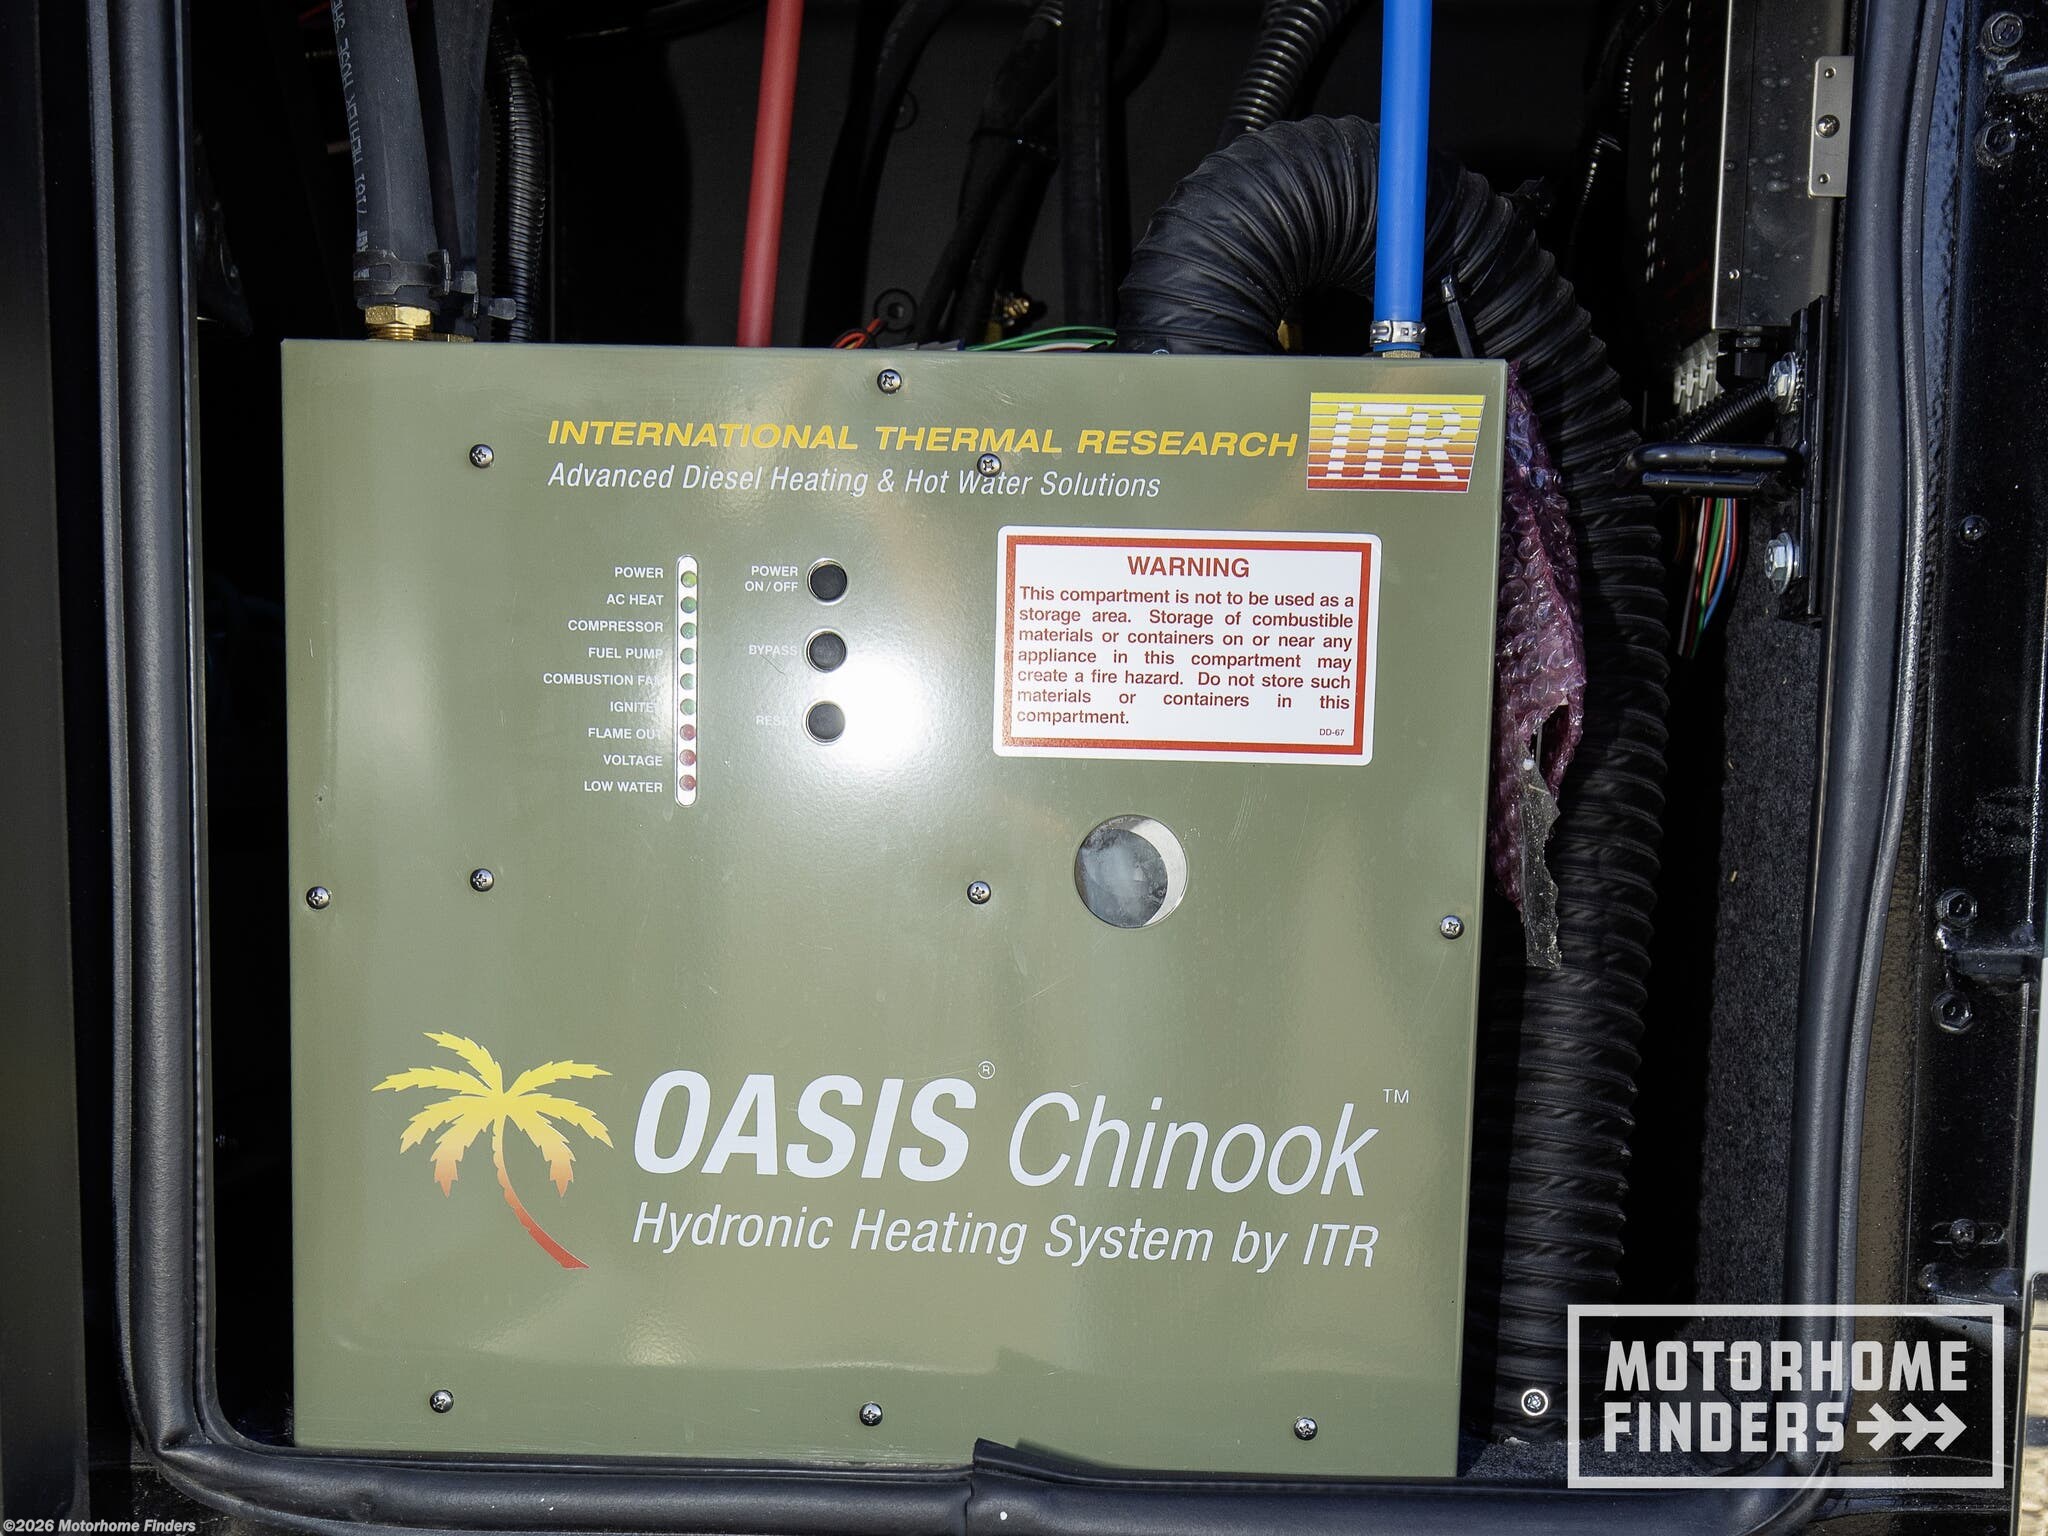 INTERNATIONAL THERMAL RESEARCH
Advanced Diesel Heating & Hot Water Solutions
ITR
POWER
AC HEAT
COMPRESSOR
FUEL PUMP
COMBUSTION FAN
IGNITER
FLAME OUT
VOLTAGE
LOW WATER
POWER
ON / OFF
BYPASS
RESET
WARNING
This compartment is not to be used as a
storage area. Storage of combustible
materials or containers on or near any
appliance in this compartment may
create a fire hazard. Do not store such
materials or containers in this
compartment.
DD-67
OASIS® Chinook™
Hydronic Heating System by ITR
MOTORHOME
FINDERS
©2026 Motorhome Finders